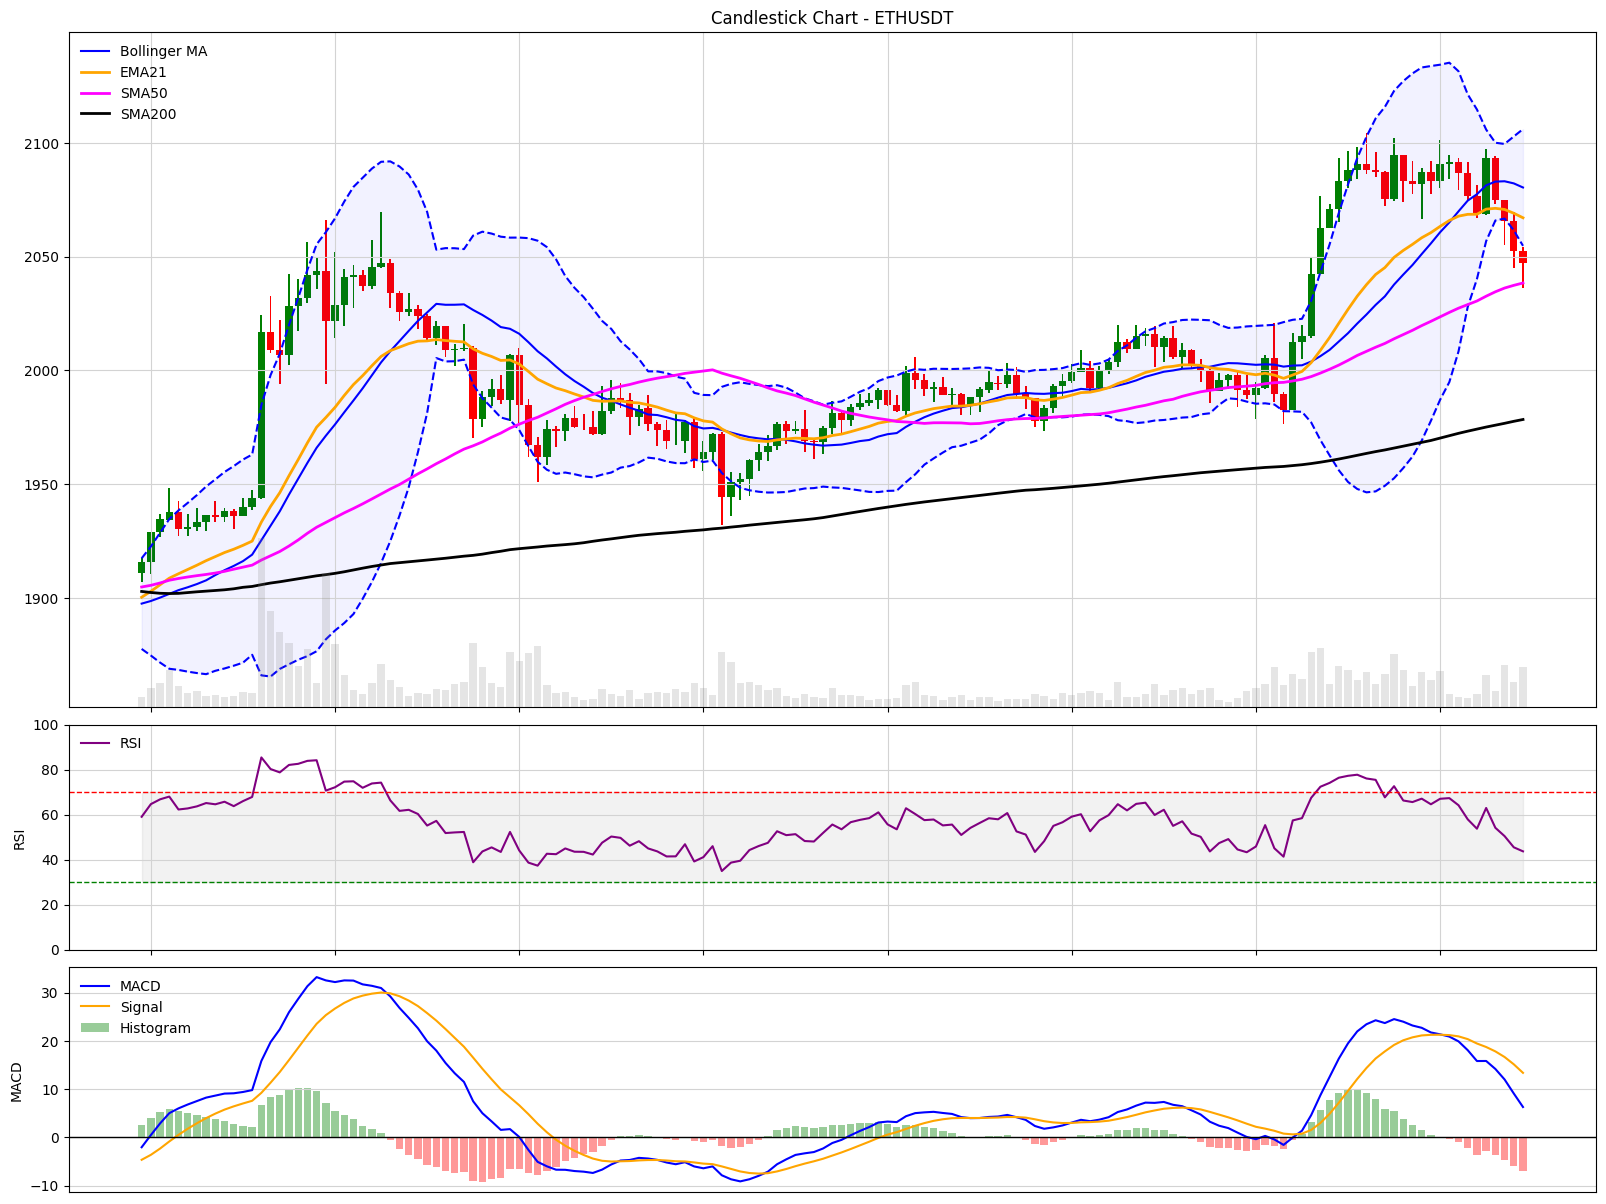 Candlestick Chart - ETHUSDT
Bollinger MA
EMA21
SMA50
SMA200
2100
2050
2000
1950
1900
RSI
100
80
60
40
20
0
RSI
MACD
Signal
Histogram
30
20
10
0
−10
MACD